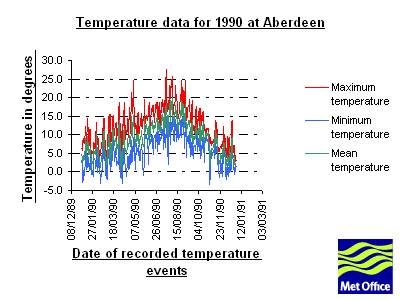 Temperature data for 1990 at Aberdeen
Temperature in degrees
30.0
25.0
20.0
15.0
10.0
5.0
0.0
-5.0
08/12/89
27/01/90
18/03/90
07/05/90
26/06/90
15/08/90
04/10/90
23/11/90
12/01/91
03/03/91
Date of recorded temperature
events
Maximum
temperature
Minimum
temperature
Mean
temperature
Met Office